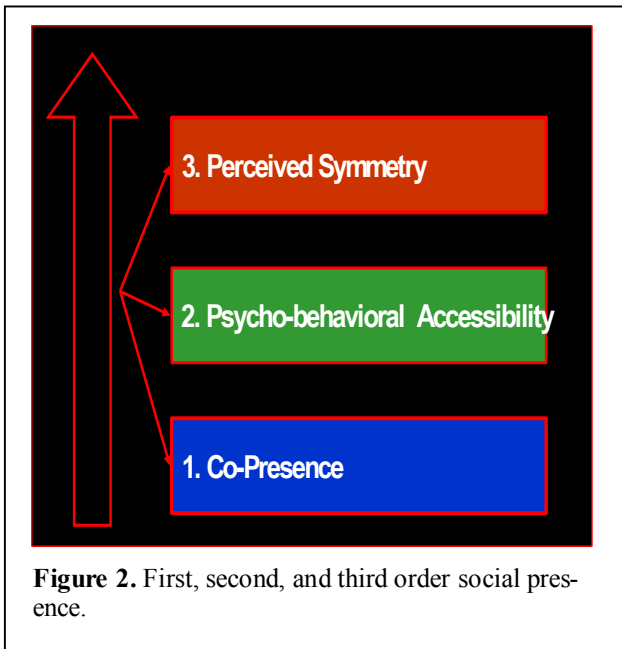 3. Perceived Symmetry
2. Psycho-behavioral Accessibility
1. Co-Presence
Figure 2. First, second, and third order social pres-
ence.